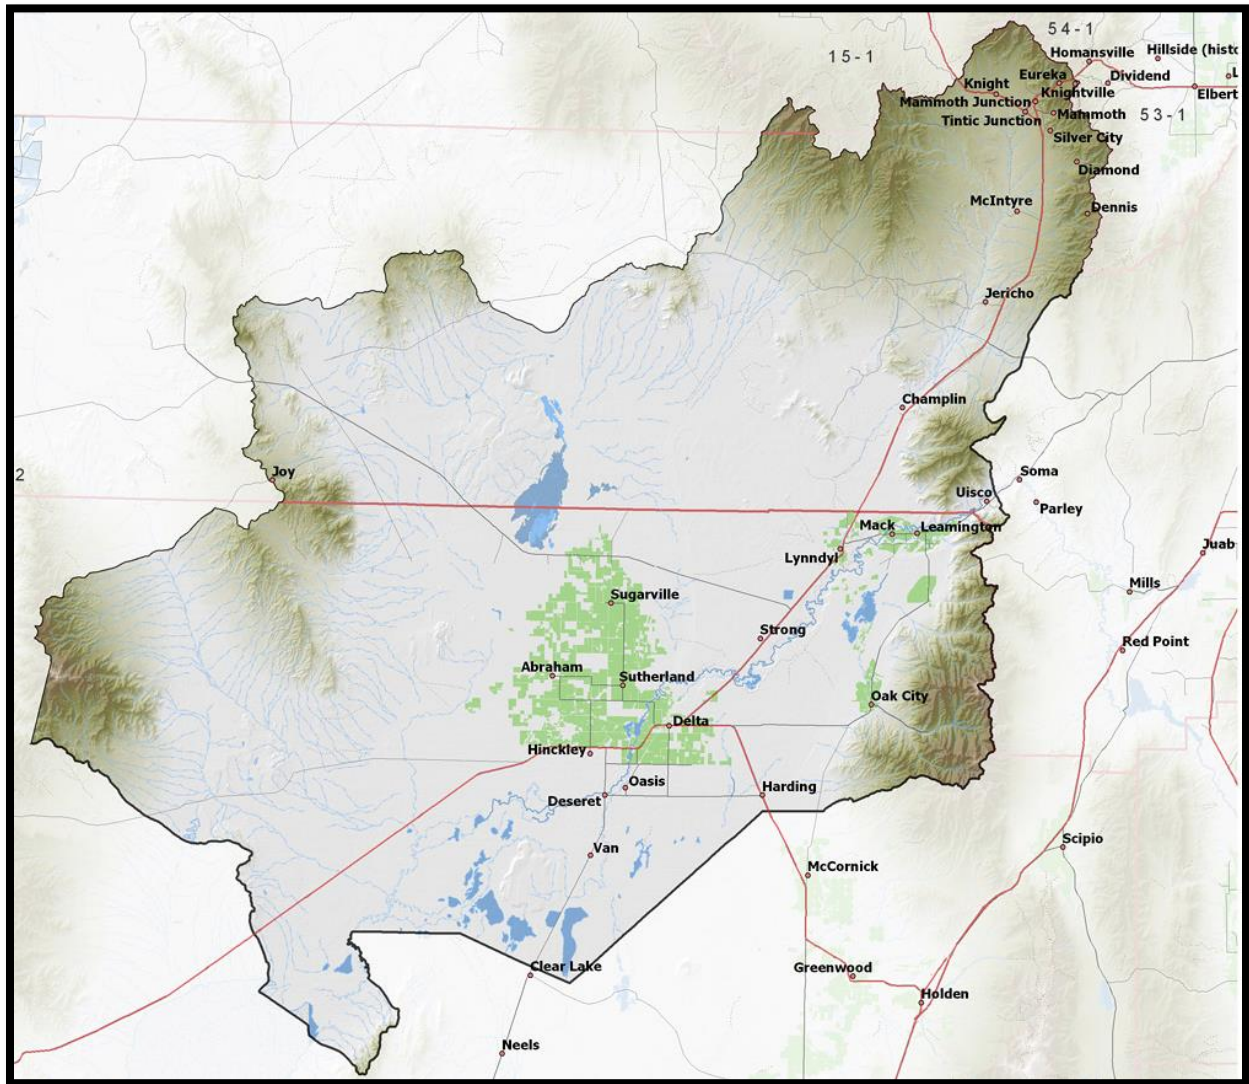 54-1
15-1
Homansville
Hillside (histo
Eureka
Dividend
L
Knight
Knightville
Elbert
Mammoth Junction
Mammoth
53-1
Tintic Junction
Silver City
Diamond
McIntyre
Dennis
Jericho
Champlin
Joy
Soma
2
Uisco
Parley
Mack
Leamington
Lynndyl
Juab
Mills
Sugarville
Strong
Red Point
Abraham
Sutherland
Oak City
Delta
Hinckley
Oasis
Harding
Deseret
Scipio
Van
McCornick
Clear Lake
Greenwood
Holden
Neels